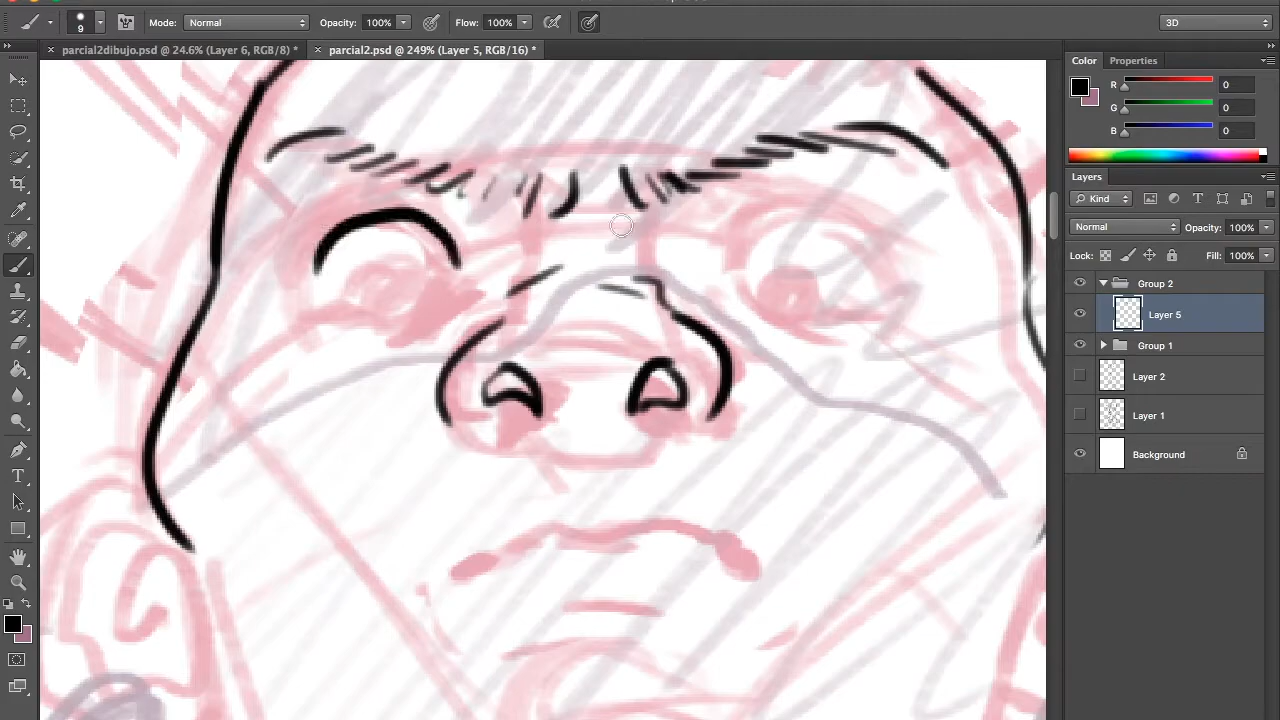 9 Mode: Normal Opacity: 100% Flow: 100% 3D
parcial2dibujo.psd @ 24.6% (Layer 6, RGB/8) * parcial2.psd @ 249% (Layer 5, RGB/16) *
Color Properties
R 0
G 0
B 0
Layers
Kind
Normal Opacity: 100%
Lock: Fill: 100%
Group 2
Layer 5
Group 1
Layer 2
Layer 1
Background